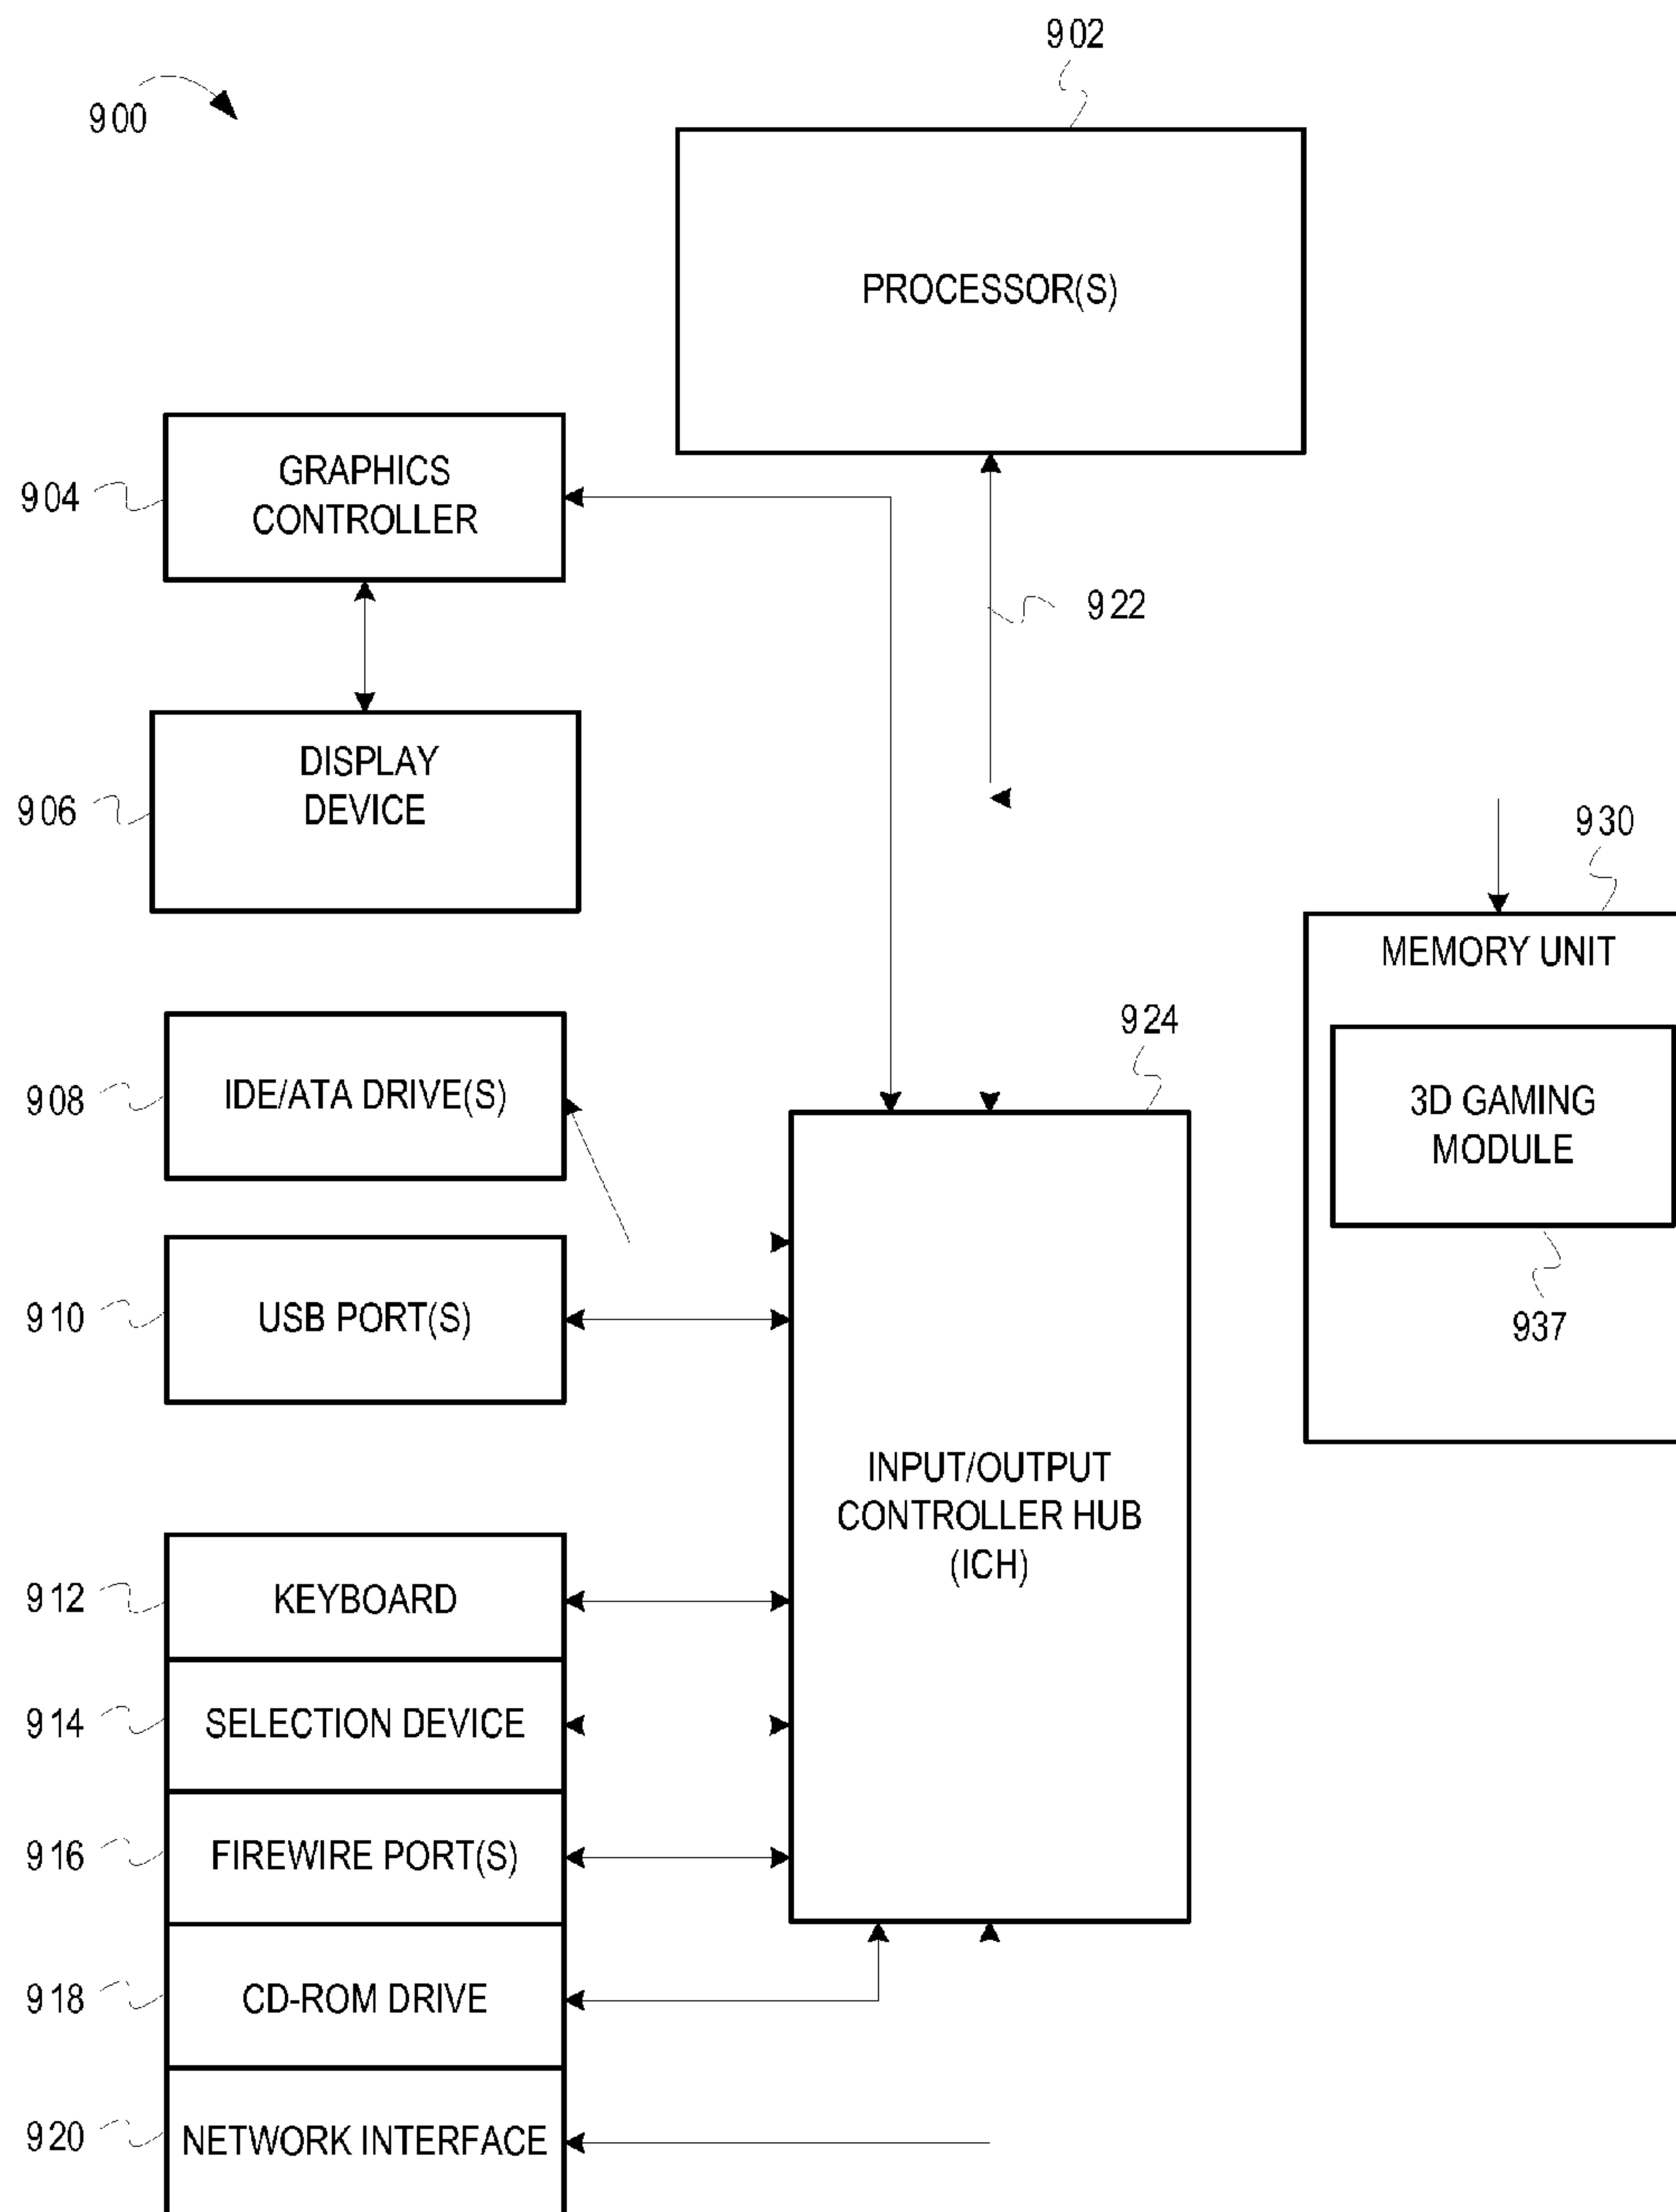 902
900
PROCESSOR(S)
904
GRAPHICS
CONTROLLER
922
906
DISPLAY
DEVICE
930
MEMORY UNIT
924
908
IDE/ATA DRIVE(S)
3D GAMING
MODULE
937
910
USB PORT(S)
INPUT/OUTPUT
CONTROLLER HUB
(ICH)
912
KEYBOARD
914
SELECTION DEVICE
916
FIREWIRE PORT(S)
918
CD-ROM DRIVE
920
NETWORK INTERFACE